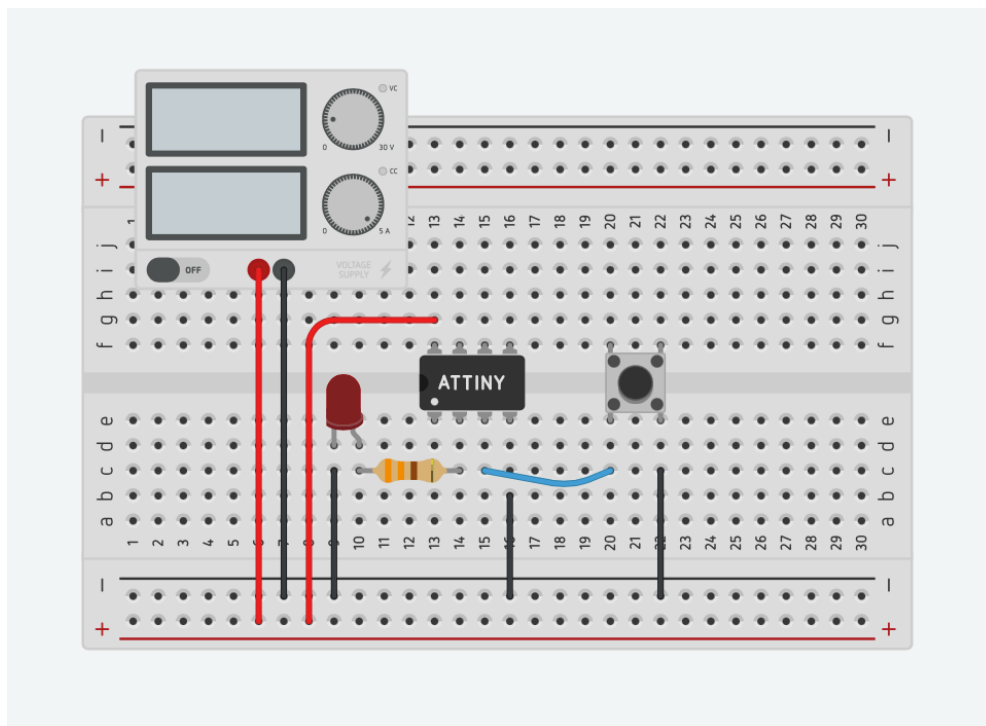 VC
0 30 V
CC
0 5 A
OFF
VOLTAGE
SUPPLY
− −
+ +
1 12 13 14 15 16 17 18 19 20 21 22 23 24 25 26 27 28 29 30
j j
i i
h h
g g
f f
ATTINY
e e
d d
c c
b b
a a
1 2 3 4 5 6 7 8 9 10 11 12 13 14 15 16 17 18 19 20 21 22 23 24 25 26 27 28 29 30
− −
+ +